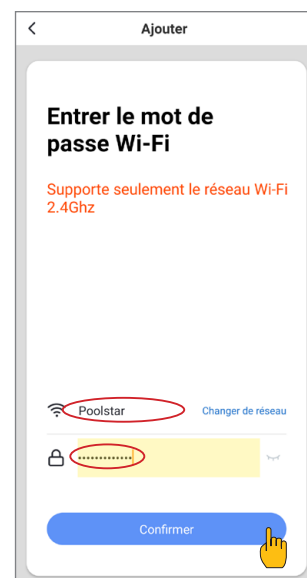 Ajouter
Entrer le mot de
passe Wi-Fi
Supporte seulement le réseau Wi-Fi
2.4Ghz
Poolstar
Changer de réseau
•••••••••••••
Confirmer